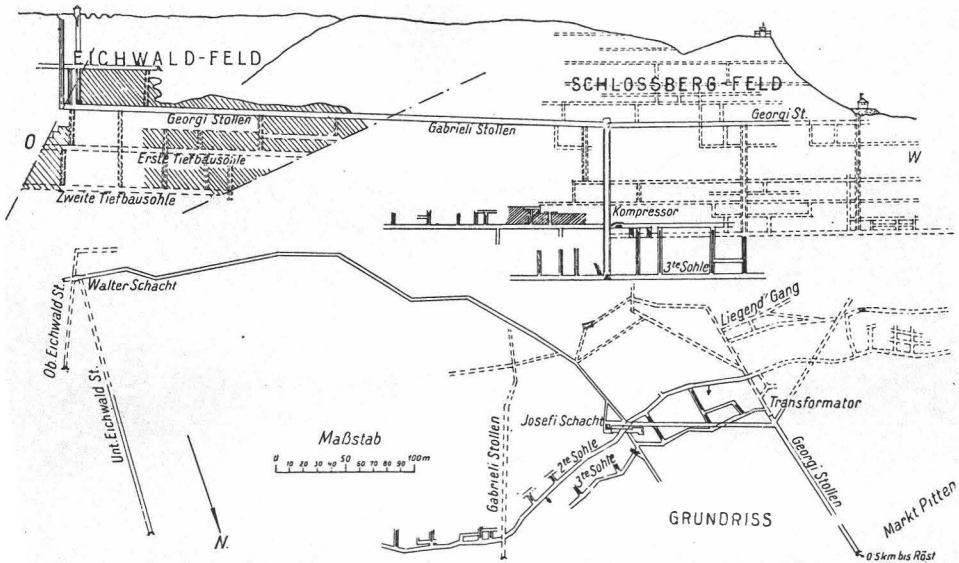 EICHWALD-FELD
SCHLOSSBERG-FELD
Georgi Stollen
Gabrieli Stollen
Georgi St.
O
Erste Tiefbausohle
W
Zweite Tiefbausohle
Kompressor
3te Sohle
Walter Schacht
Liegend" Gang
Ob. Eichwald St.
Unt. Eichwald St.
Transformator
Josefi Schacht
Maßstab
0 10 20 30 40 50 60 70 80 90 100m
Gabrieli Stollen
2te Sohle
3te Sohle
Georgi Stollen
Markt Pitten
GRUNDRISS
N.
0·5km bis Röst